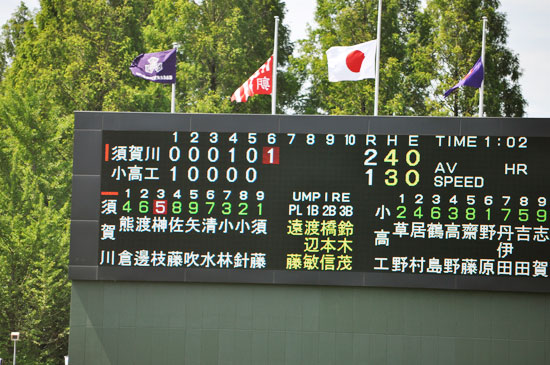 1 2 3 4 5 6 7 8 9 10 R H E TIME 1:02
須賀川 0 0 0 1 0 1 2 4 0 AV HR
小高工 1 0 0 0 0 1 3 0 SPEED
1 2 3 4 5 6 7 8 9 UMPIRE 1 2 3 4 5 6 7 8 9
須 4 6 5 8 9 7 3 2 1 PL 1B 2B 3B 小 2 4 6 3 8 1 7 5 9
賀 熊渡榊佐矢清小小須 遠渡橋鈴 高 草居鶴高齋野丹吉志
辺本木 伊
川 倉邊枝藤吹水林針藤 藤敏信茂 工 野村島野藤原田田賀